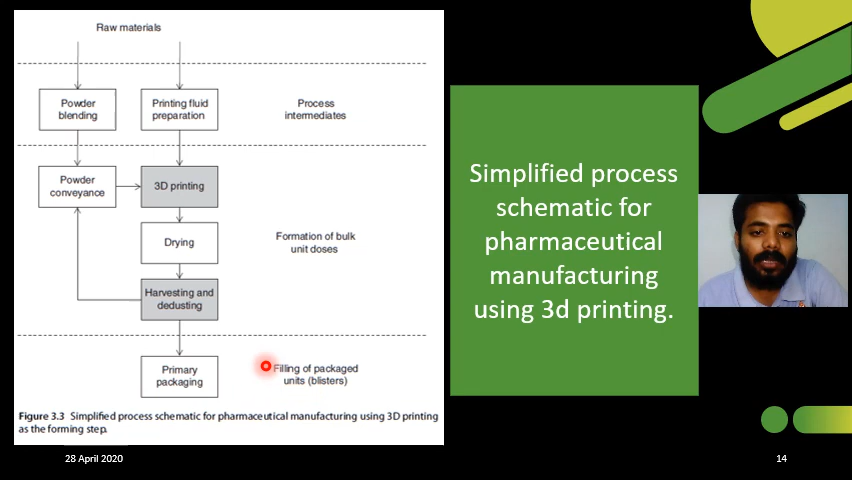 Raw materials
Powder
blending
Printing fluid
preparation
Process
intermediates
Powder
conveyance
3D printing
Drying
Formation of bulk
unit doses
Harvesting and
dedusting
Primary
packaging
Filling of packaged
units (blisters)
Figure 3.3 Simplified process schematic for pharmaceutical manufacturing using 3D printing
as the forming step.
Simplified process
schematic for
pharmaceutical
manufacturing
using 3d printing.
28 April 2020
14